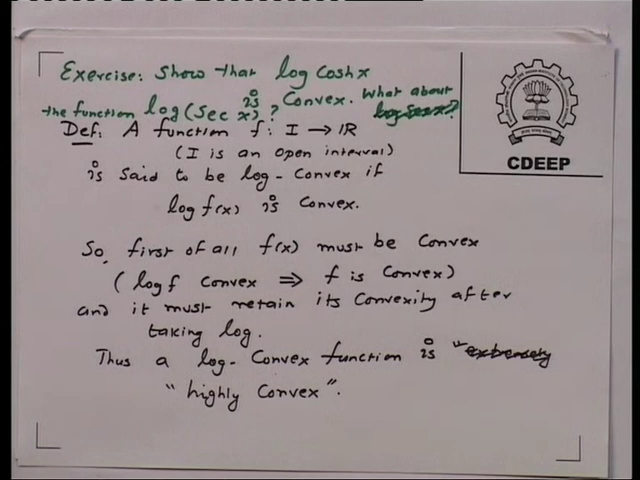 Exercise: Show that log coshx
is Convex. What about
the function log(sec x)?
Def: A function f: I → IR
(I is an open interval)
is said to be log-Convex if
log f(x) is Convex.
So, first of all f(x) must be Convex
(log f Convex ⇒ f is Convex)
and it must retain its Convexity after
taking log.
Thus a log-Convex function is "
"highly Convex".
CDEEP